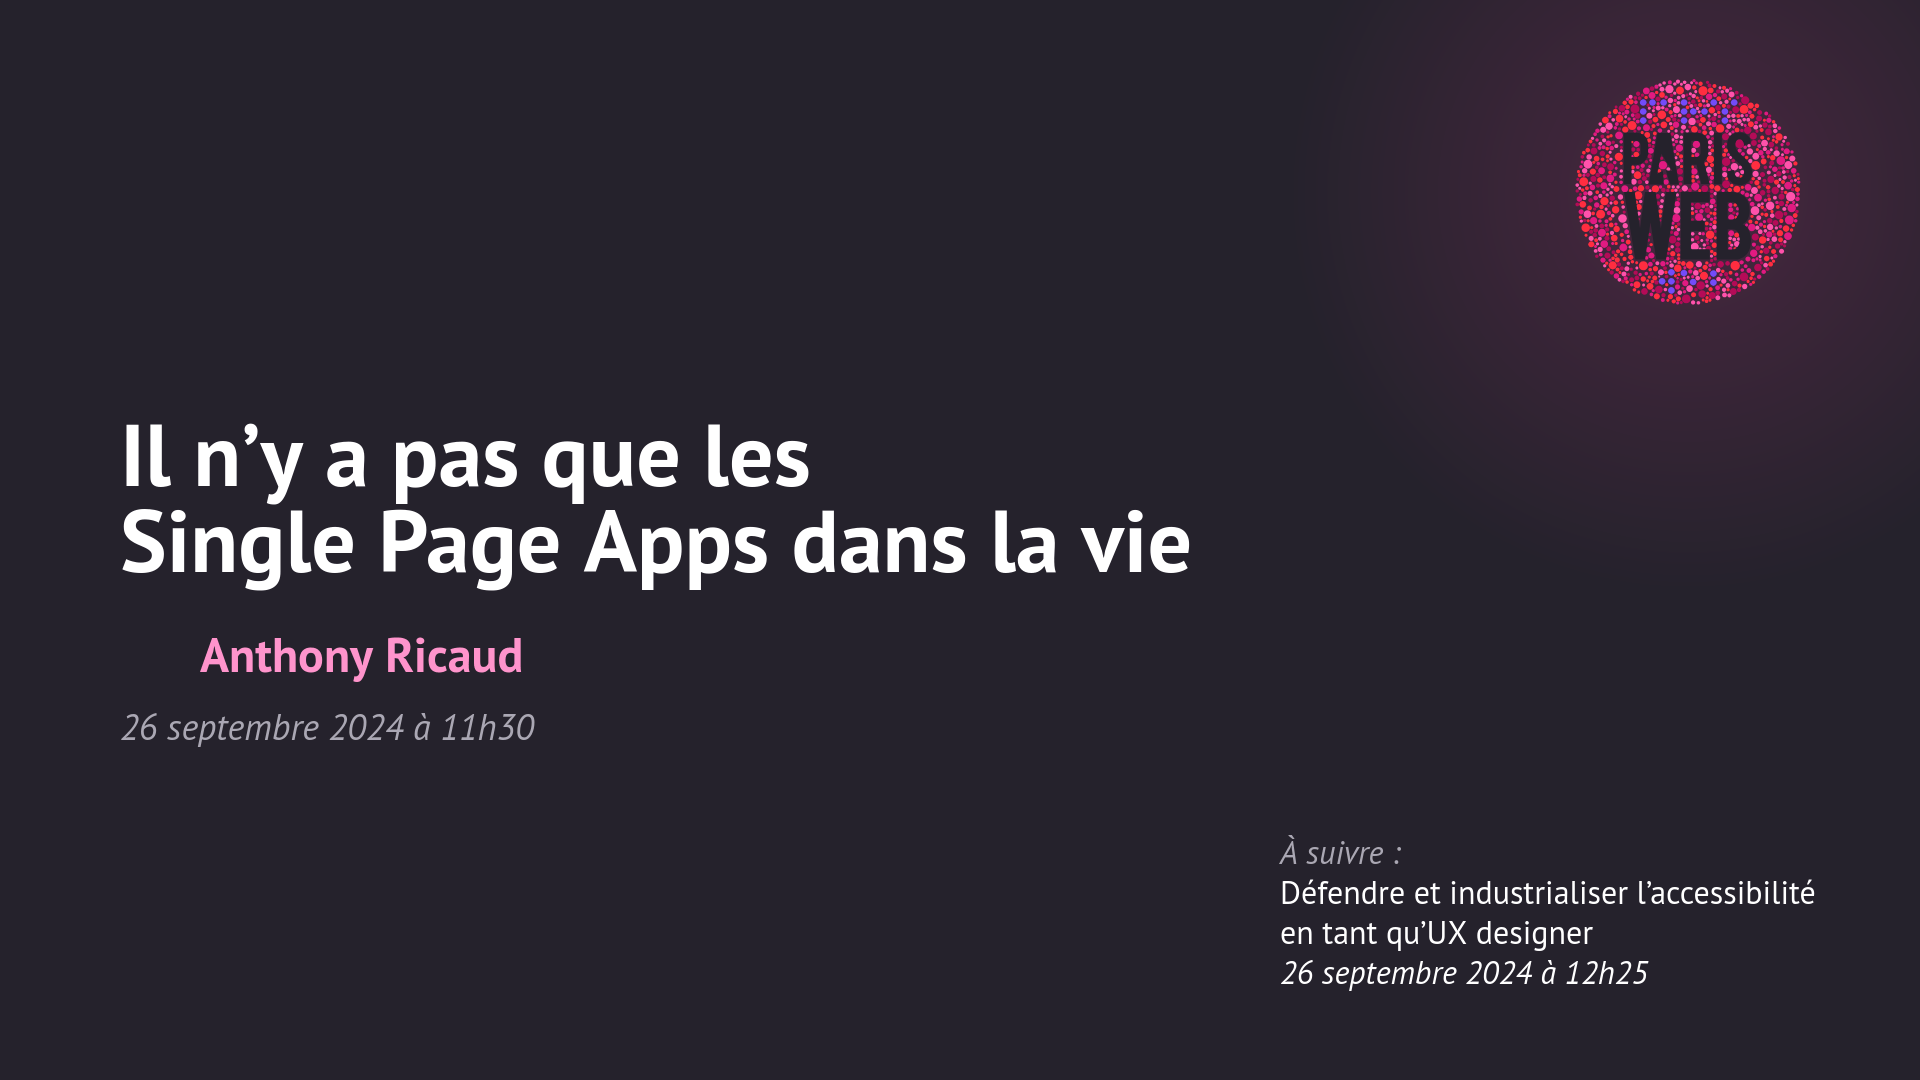 PARIS
WEB
Il n’y a pas que les
Single Page Apps dans la vie
Anthony Ricaud
26 septembre 2024 à 11h30
À suivre :
Défendre et industrialiser l’accessibilité
en tant qu’UX designer
26 septembre 2024 à 12h25